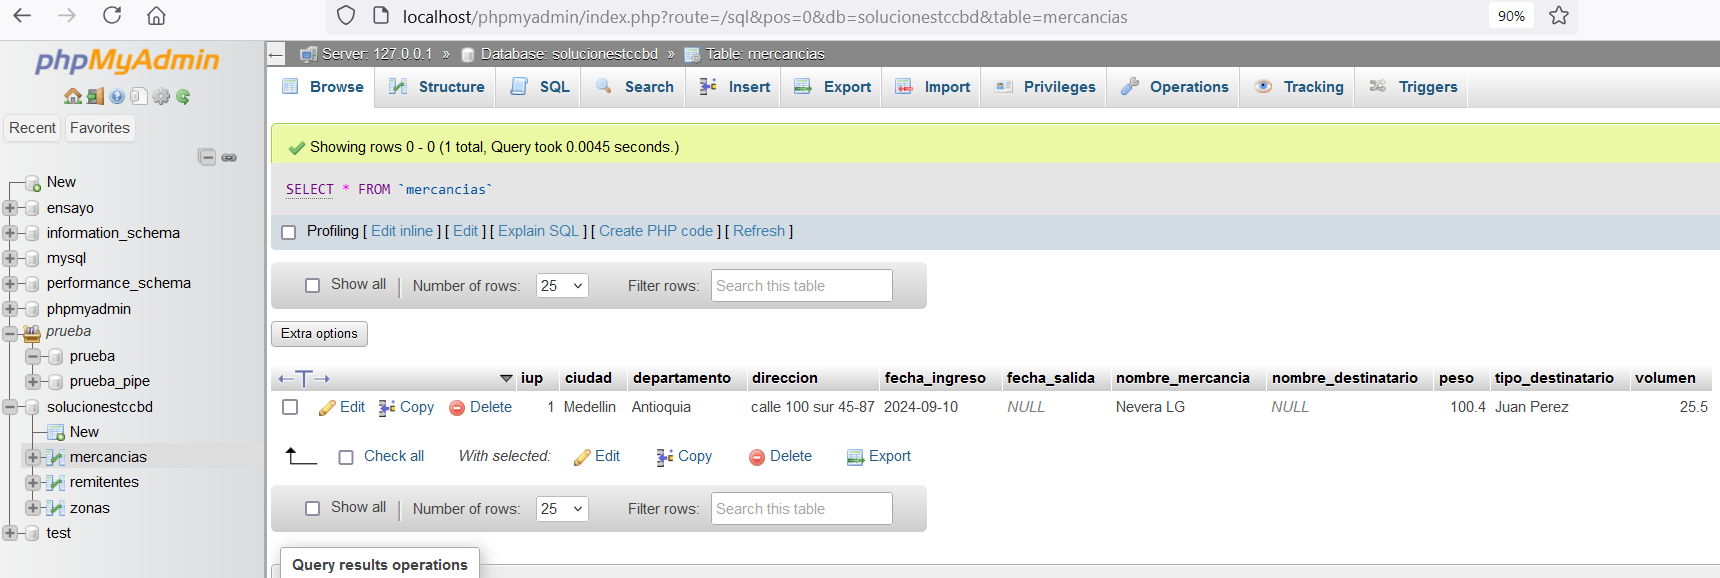 localhost/phpmyadmin/index.php?route=/sql&pos=0&db=solucionestccbd&table=mercancias 90%
phpMyAdmin
Recent Favorites
New
ensayo
information_schema
mysql
performance_schema
phpmyadmin
prueba
prueba
prueba_pipe
solucionestccbd
New
mercancias
remitentes
zonas
test
Server: 127.0.0.1 » Database: solucionestccbd » Table: mercancias
Browse Structure SQL Search Insert Export Import Privileges Operations Tracking Triggers
Showing rows 0 - 0 (1 total, Query took 0.0045 seconds.)
SELECT * FROM `mercancias`
Profiling [ Edit inline ] [ Edit ] [ Explain SQL ] [ Create PHP code ] [ Refresh ]
Show all | Number of rows: 25 Filter rows: Search this table
Extra options
←T→ iup ciudad departamento direccion fecha_ingreso fecha_salida nombre_mercancia nombre_destinatario peso tipo_destinatario volumen
Edit Copy Delete 1 Medellin Antioquia calle 100 sur 45-87 2024-09-10 NULL Nevera LG NULL 100.4 Juan Perez 25.5
Check all With selected: Edit Copy Delete Export
Show all | Number of rows: 25 Filter rows: Search this table
Query results operations